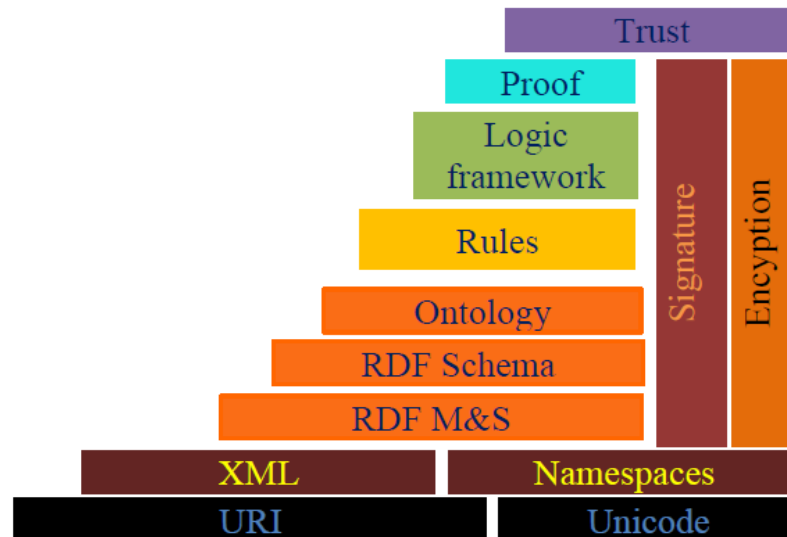 Trust
Proof
Logic
framework
Rules
Ontology
RDF Schema
RDF M&S
Signature
Encyption
XML
Namespaces
URI
Unicode